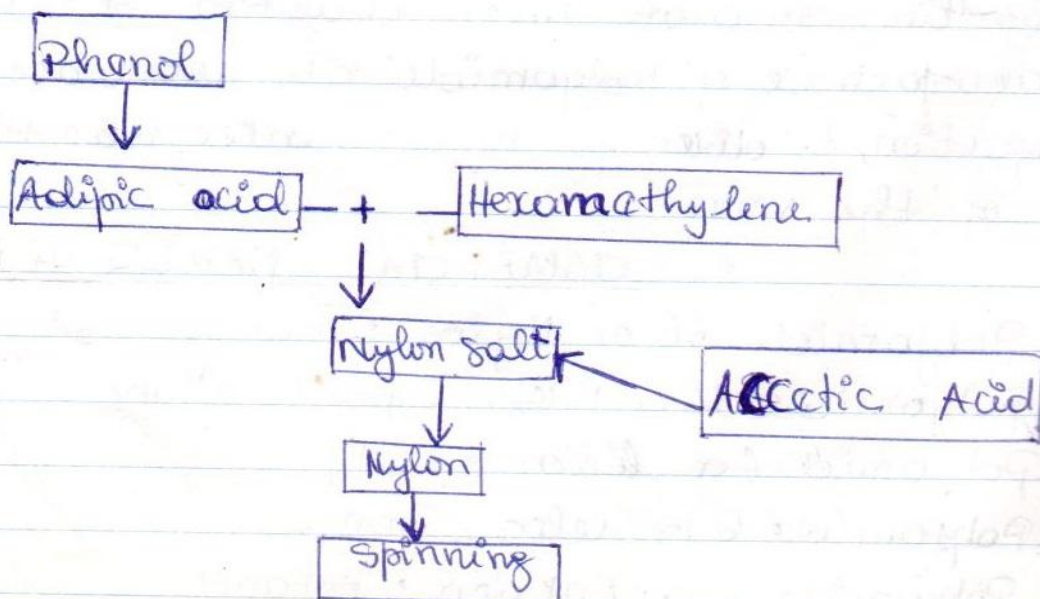 Phenol
Adipic acid + Hexamethylene
Nylon salt
Acetic Acid
Nylon
Spinning